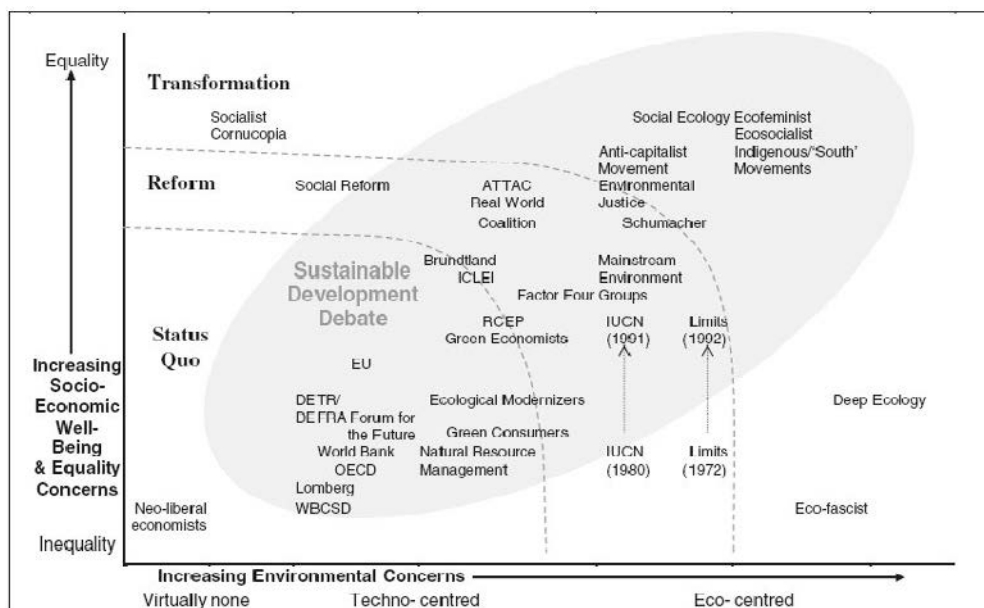 Equality
Transformation
Socialist
Cornucopia
Social Ecology Ecofeminist
Ecosocialist
Indigenous/'South'
Movements
Anti-capitalist
Movement
Environmental
Justice
Reform
Social Reform
ATTAC
Real World
Coalition
Schumacher
Sustainable
Development
Debate
Brundtland
ICLEI
Mainstream
Environment
Factor Four Groups
Status
Quo
RCEP
Green Economists
IUCN
(1991)
Limits
(1992)
EU
Increasing
Socio-
Economic
Well-
Being
& Equality
Concerns
DETR/
DEFRA Forum for
the Future
Ecological Modernizers
Green Consumers
Deep Ecology
World Bank
OECD
Natural Resource
Management
IUCN
(1980)
Limits
(1972)
Lomberg
WBCSD
Neo-liberal
economists
Eco-fascist
Inequality
Increasing Environmental Concerns
Virtually none
Techno- centred
Eco- centred